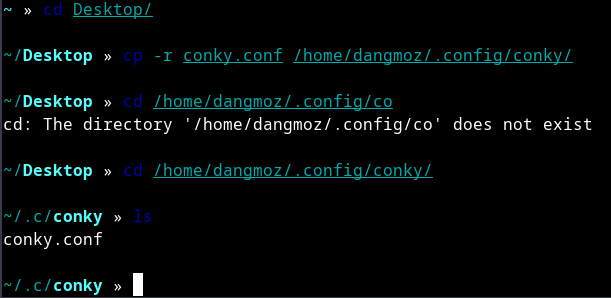 ~ » cd Desktop/
~/Desktop » cp -r conky.conf /home/dangmoz/.config/conky/
~/Desktop » cd /home/dangmoz/.config/co
cd: The directory '/home/dangmoz/.config/co' does not exist
~/Desktop » cd /home/dangmoz/.config/conky/
~/.c/conky » ls
conky.conf
~/.c/conky »